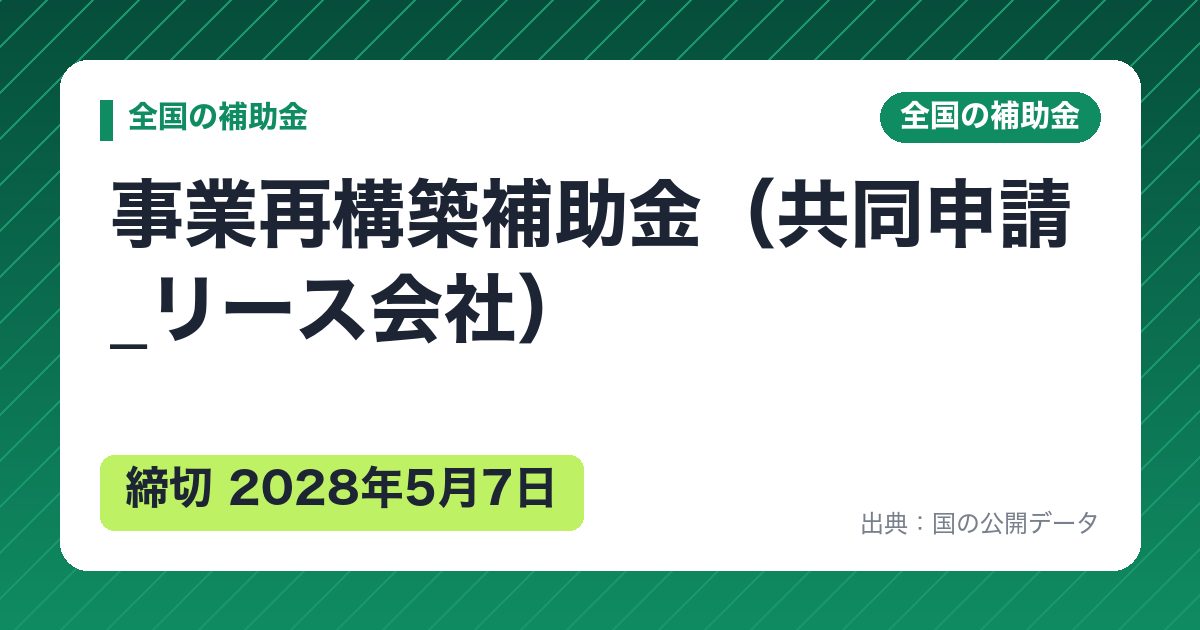 全国の補助金
全国の補助金
事業再構築補助金（共同申請
_リース会社）
締切 2028年5月7日
出典：国の公開データ